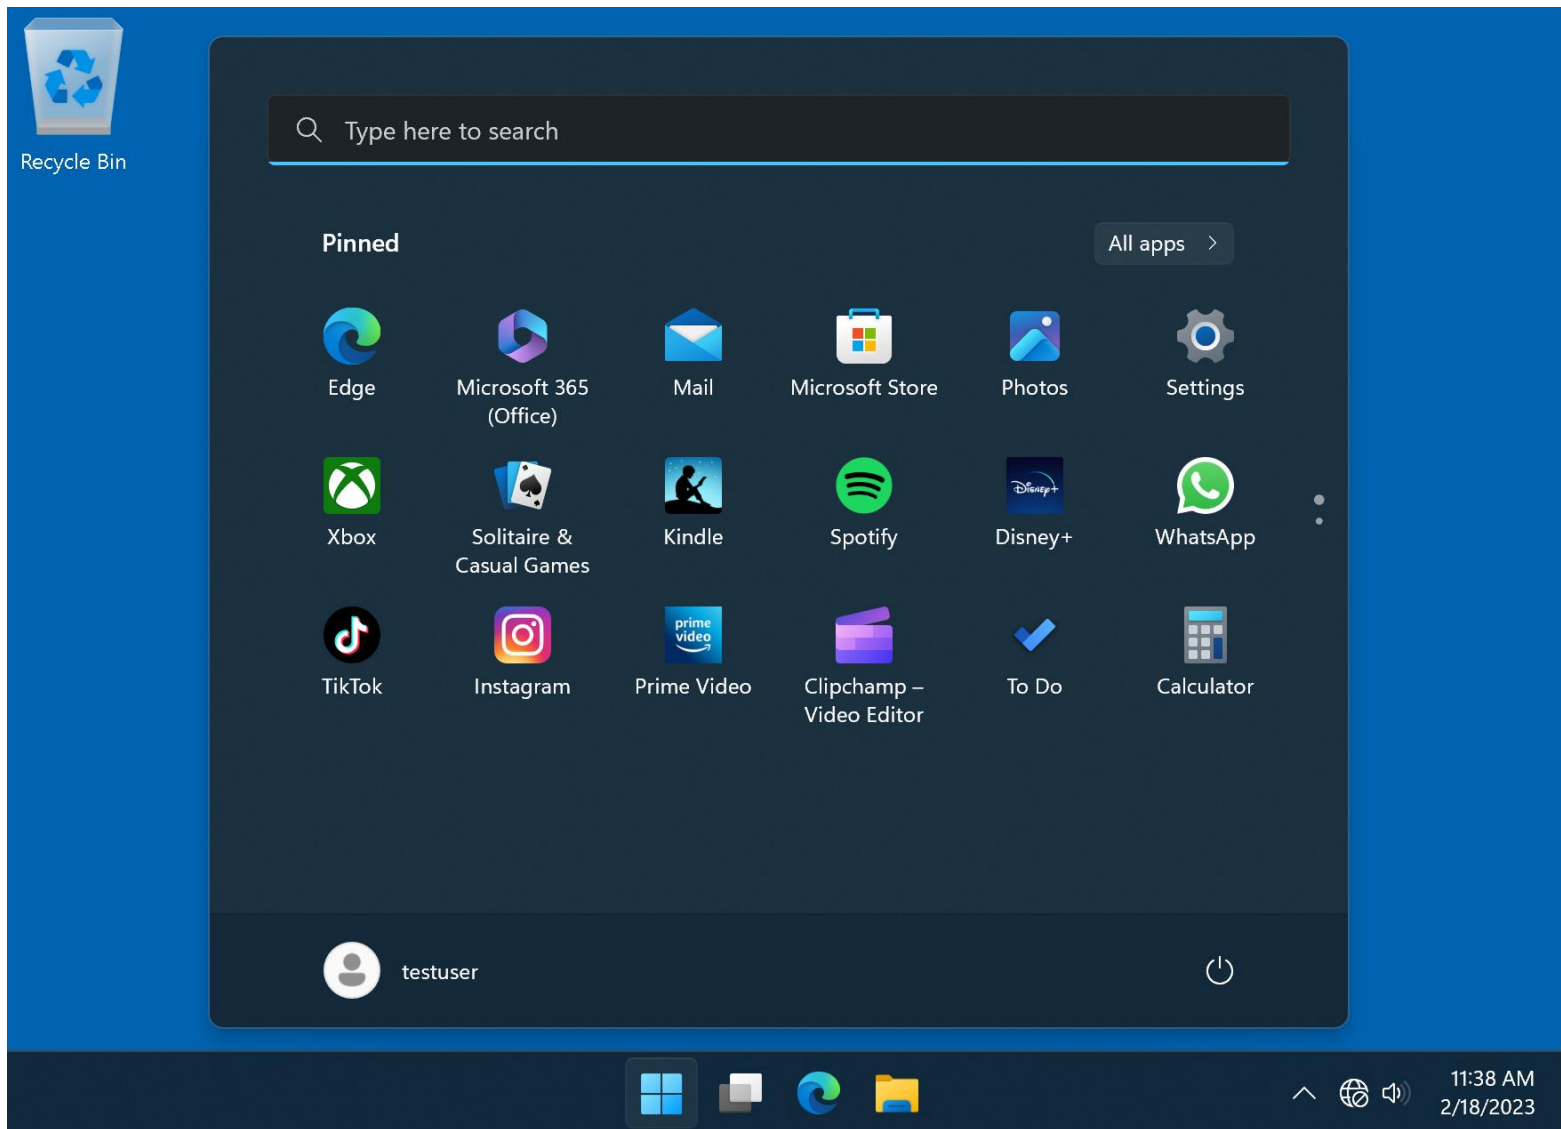 Recycle Bin
Type here to search
Pinned
All apps
Edge
Microsoft 365
(Office)
Mail
Microsoft Store
Photos
Settings
Xbox
Solitaire &
Casual Games
Kindle
Spotify
Disney+
Disney+
WhatsApp
TikTok
Instagram
prime
video
Prime Video
Clipchamp –
Video Editor
To Do
Calculator
testuser
11:38 AM
2/18/2023